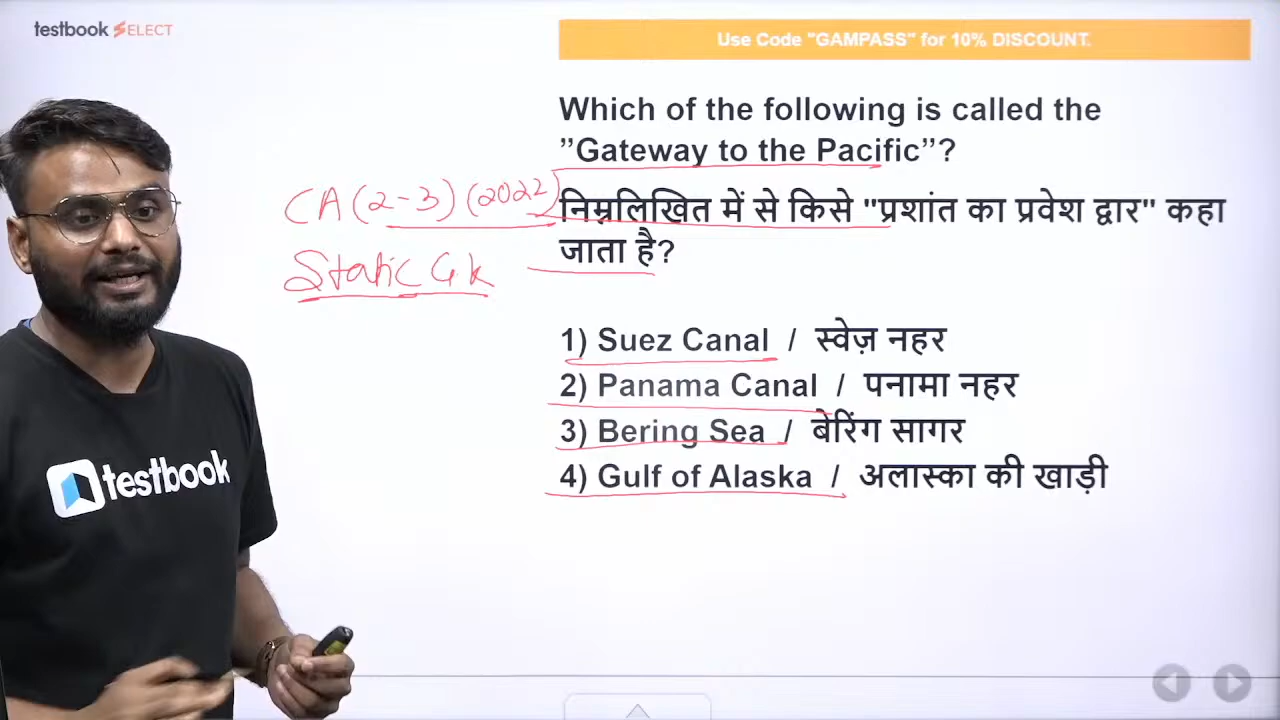 testbook SELECT
Use Code "GAMPASS" for 10% DISCOUNT.
Which of the following is called the
”Gateway to the Pacific”?
CA (2-3) (2022)
निम्नलिखित में से किसे "प्रशांत का प्रवेश द्वार" कहा
जाता है?
Static Gk
1) Suez Canal / स्वेज़ नहर
2) Panama Canal / पनामा नहर
3) Bering Sea / बेरिंग सागर
4) Gulf of Alaska / अलास्का की खाड़ी
testbook